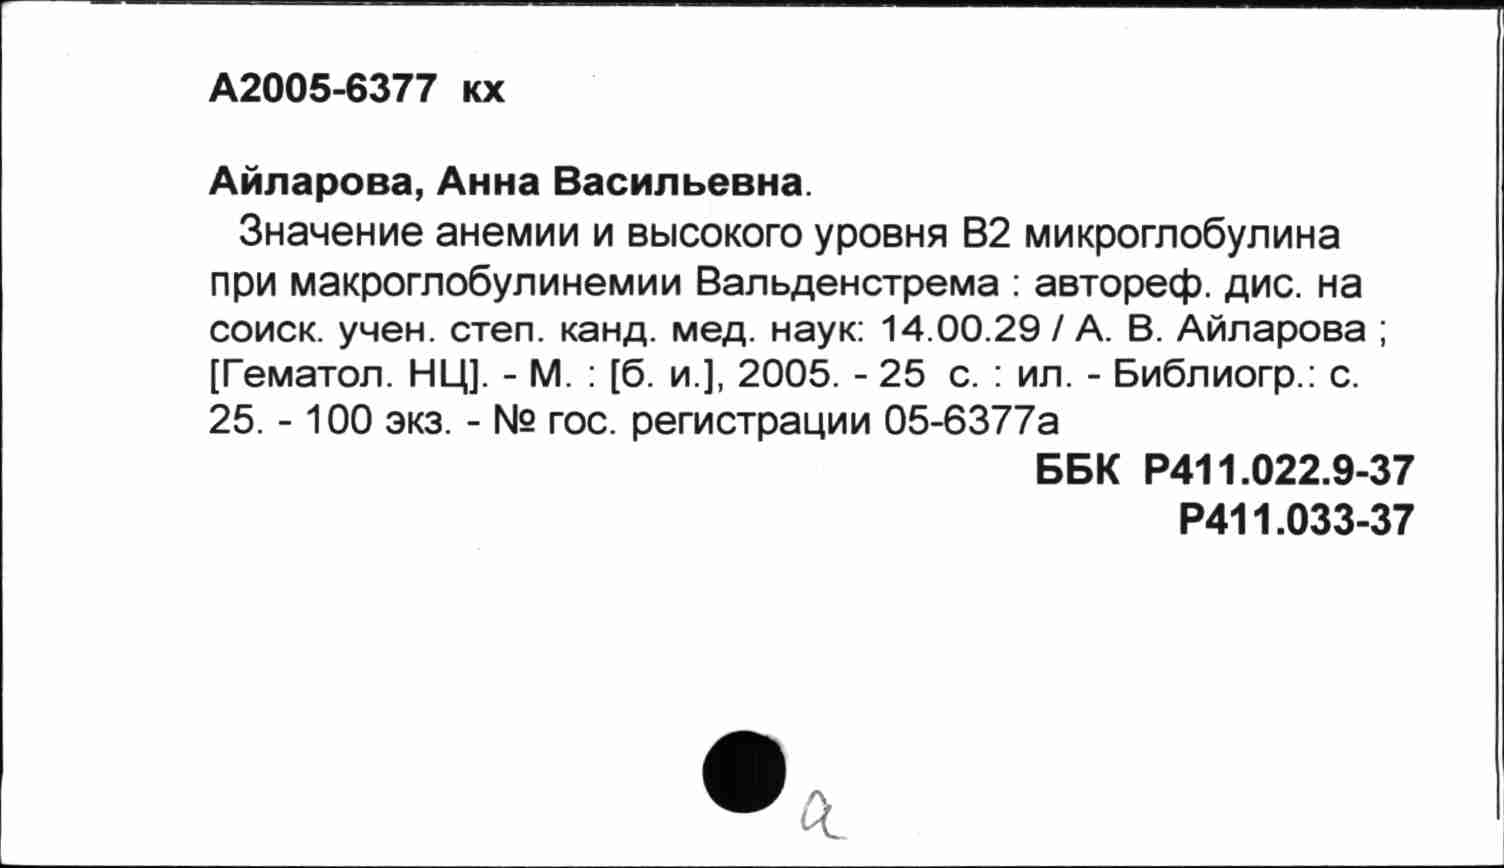 А2005-6377 кх
Айларова, Анна Васильевна.
Значение анемии и высокого уровня В2 микроглобулина
при макроглобулинемии Вальденстрема : автореф. дис. на
соиск. учен. степ. канд. мед. наук: 14.00.29 / А. В. Айларова ;
[Гематол. НЦ]. - М. : [б. и.], 2005. - 25 с. : ил. - Библиогр.: с.
25. - 100 экз. - № гос. регистрации 05-6377а
ББК Р411.022.9-37
Р411.033-37
а